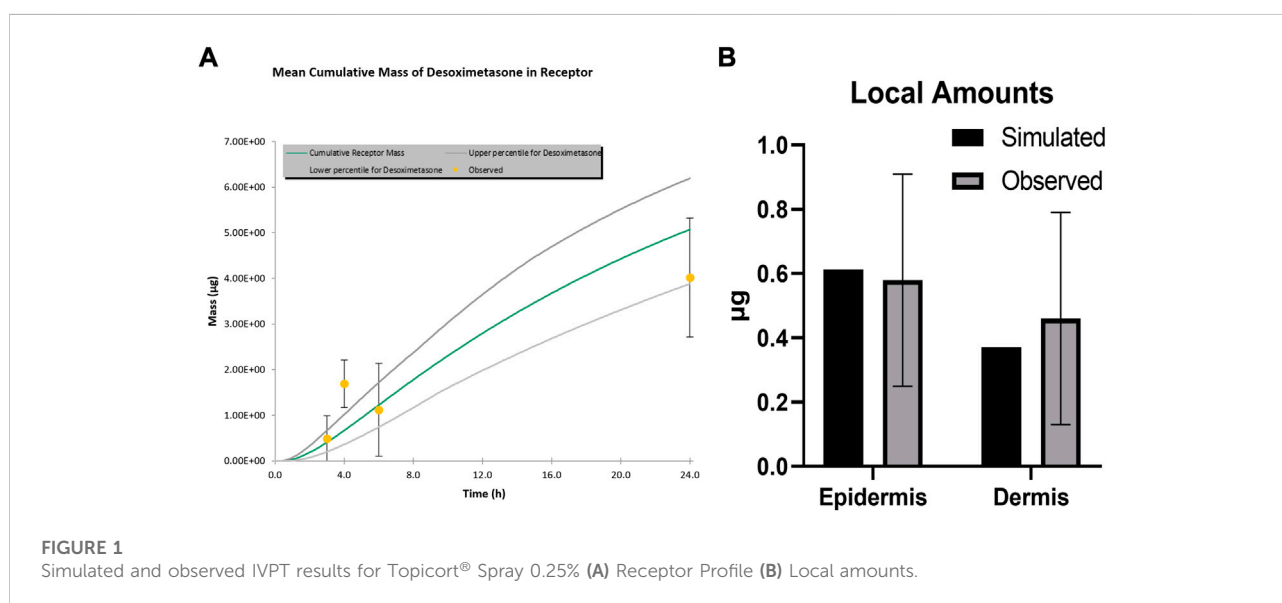 A
Mean Cumulative Mass of Desoximetasone in Receptor
7.00E+00
6.00E+00
5.00E+00
4.00E+00
3.00E+00
2.00E+00
1.00E+00
0.00E+00
Mass (µg)
Cumulative Receptor Mass Upper percentile for Desoximetasone
Lower percentile for Desoximetasone Observed
0.0 4.0 8.0 12.0 16.0 20.0 24.0
Time (h)
B
Local Amounts
Simulated
Observed
1.0
0.8
0.6
0.4
0.2
0.0
µg
Epidermis Dermis
FIGURE 1
Simulated and observed IVPT results for Topicort® Spray 0.25% (A) Receptor Profile (B) Local amounts.